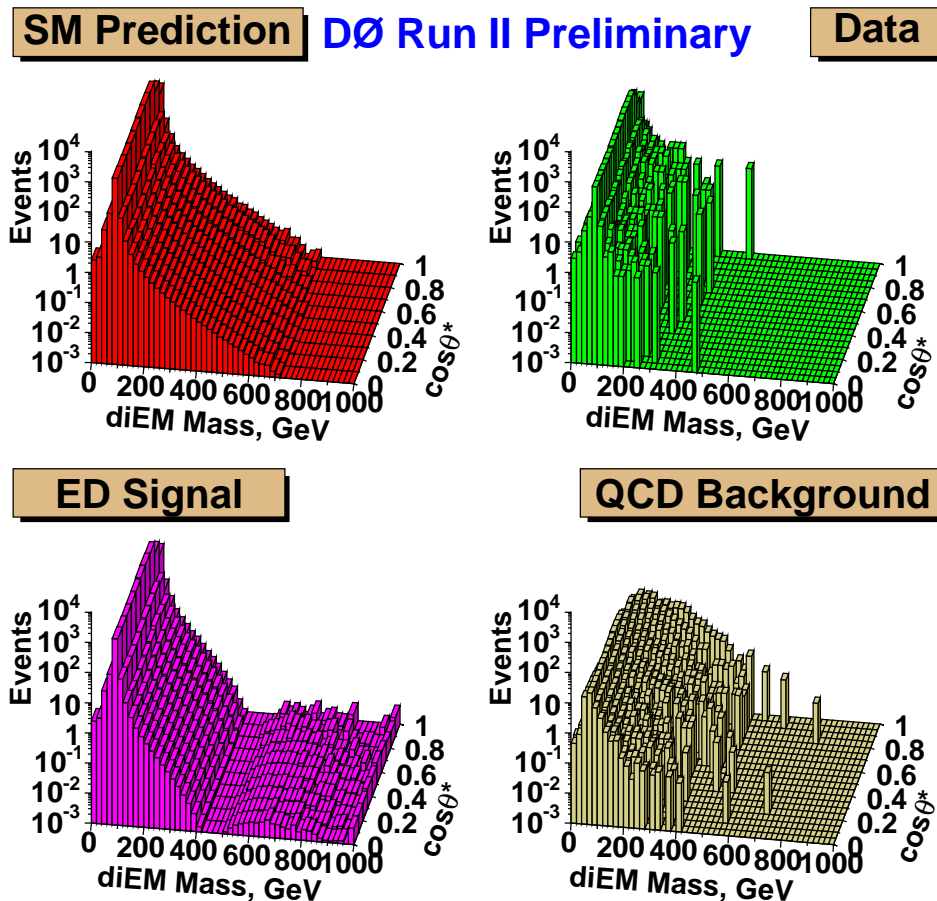 SM Prediction
DØ Run II Preliminary
Data
Events
10⁴
10³
10²
10
1
10⁻¹
10⁻²
10⁻³
0 200 400 600 800 1000
diEM Mass, GeV
0 0.2 0.4 0.6 0.8 1
cosθ*
Events
10⁴
10³
10²
10
1
10⁻¹
10⁻²
10⁻³
0 200 400 600 800 1000
diEM Mass, GeV
0 0.2 0.4 0.6 0.8 1
cosθ*
ED Signal
QCD Background
Events
10⁴
10³
10²
10
1
10⁻¹
10⁻²
10⁻³
0 200 400 600 800 1000
diEM Mass, GeV
0 0.2 0.4 0.6 0.8 1
cosθ*
Events
10⁴
10³
10²
10
1
10⁻¹
10⁻²
10⁻³
0 200 400 600 800 1000
diEM Mass, GeV
0 0.2 0.4 0.6 0.8 1
cosθ*